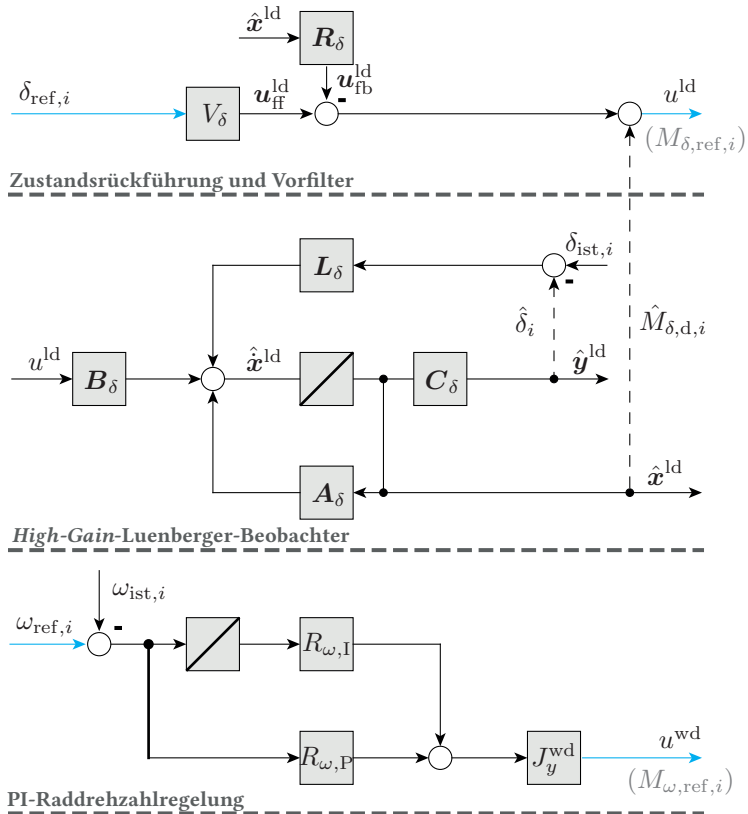 x̂^ld
R_δ
δ_ref,i
V_δ
u_ff^ld
u_fb^ld
-
u^ld
(M_δ,ref,i)
Zustandsrückführung und Vorfilter
L_δ
δ_ist,i
-
δ̂_i
M̂_δ,d,i
u^ld
B_δ
x̂̇^ld
C_δ
ŷ^ld
A_δ
x̂^ld
High-Gain-Luenberger-Beobachter
ω_ist,i
ω_ref,i
-
R_ω,I
R_ω,P
J_y^wd
u^wd
(M_ω,ref,i)
PI-Raddrehzahlregelung